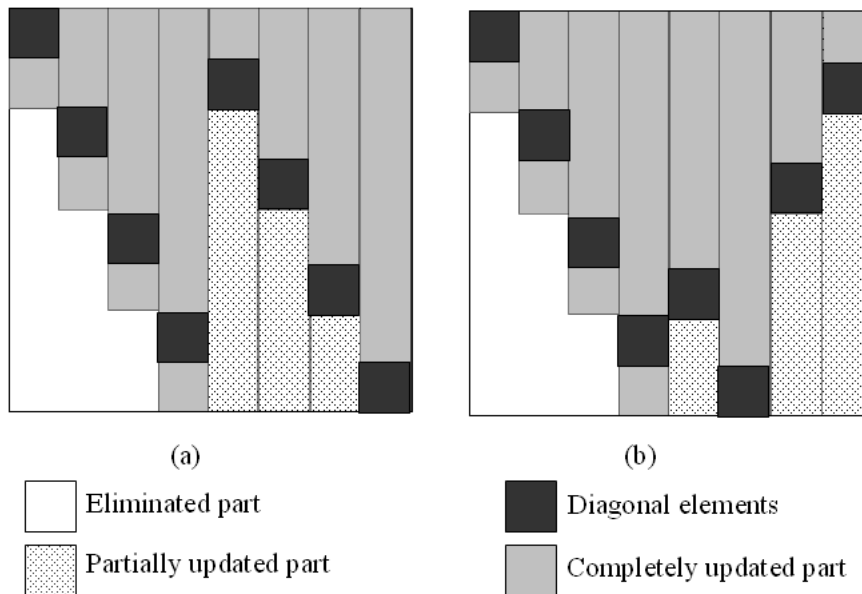 (a)
(b)
Eliminated part
Diagonal elements
Partially updated part
Completely updated part